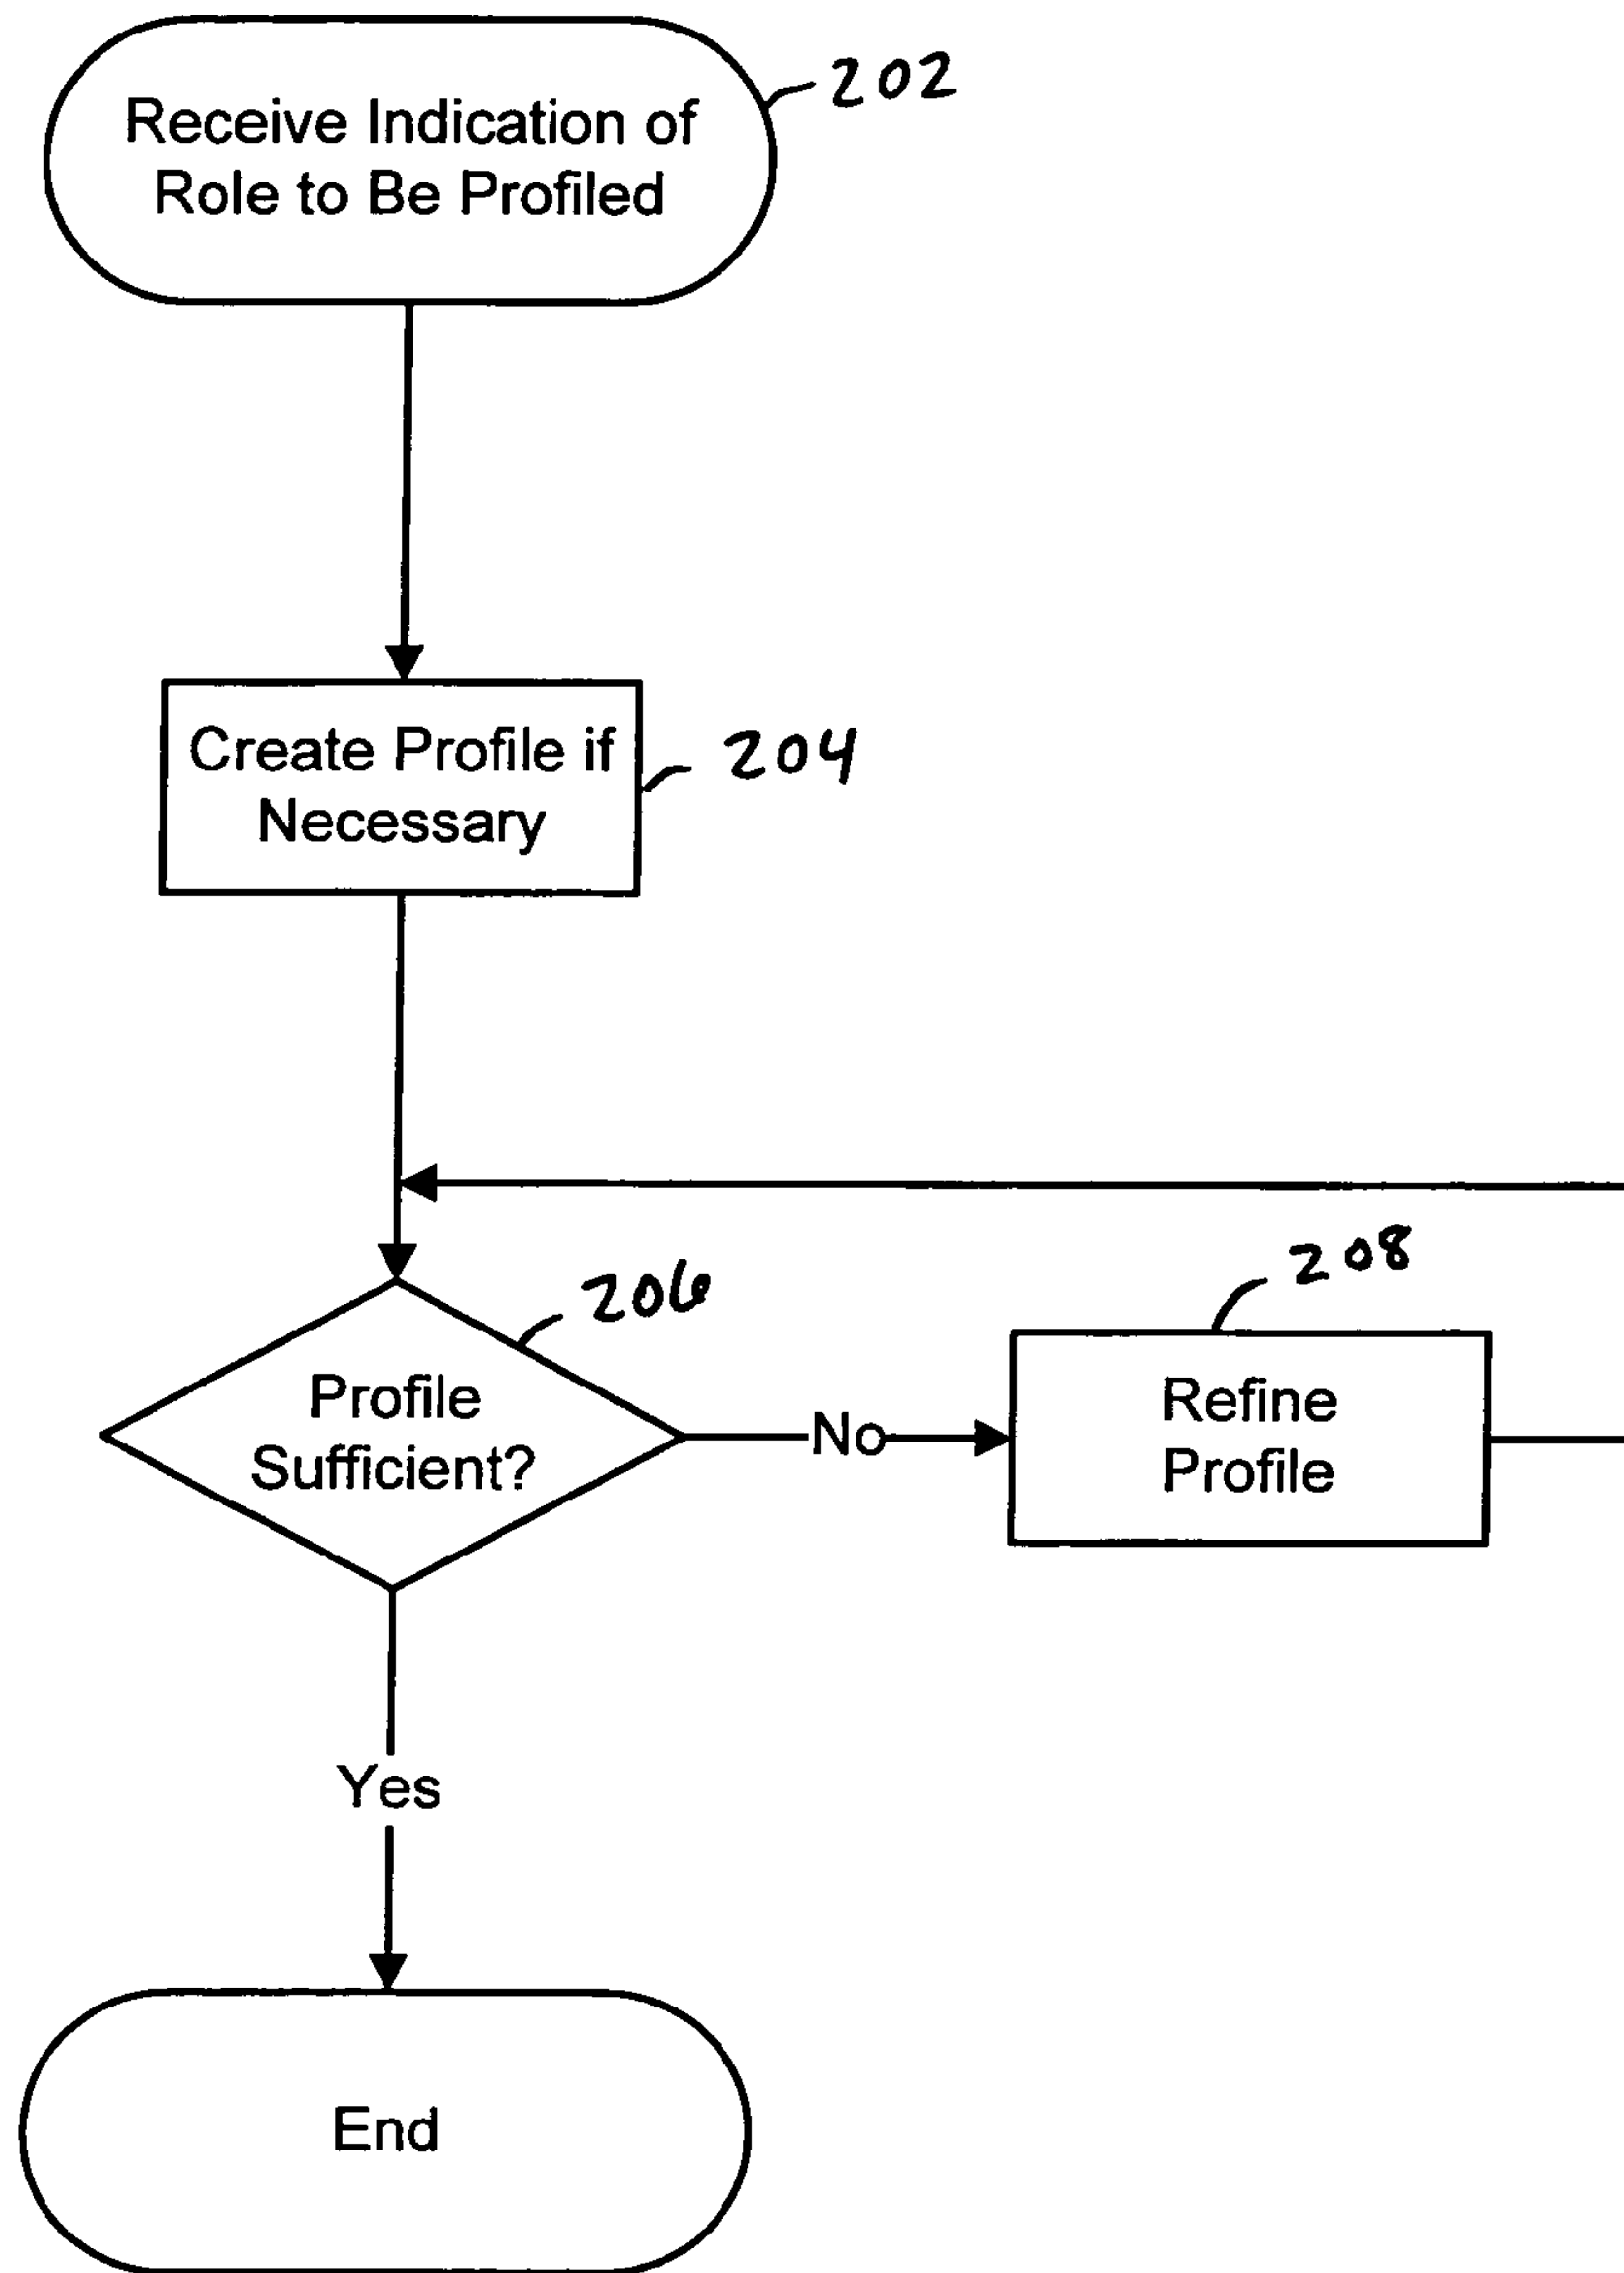 Receive Indication of
Role to Be Profiled
202
Create Profile if
Necessary
204
206
Profile
Sufficient?
No
208
Refine
Profile
Yes
End